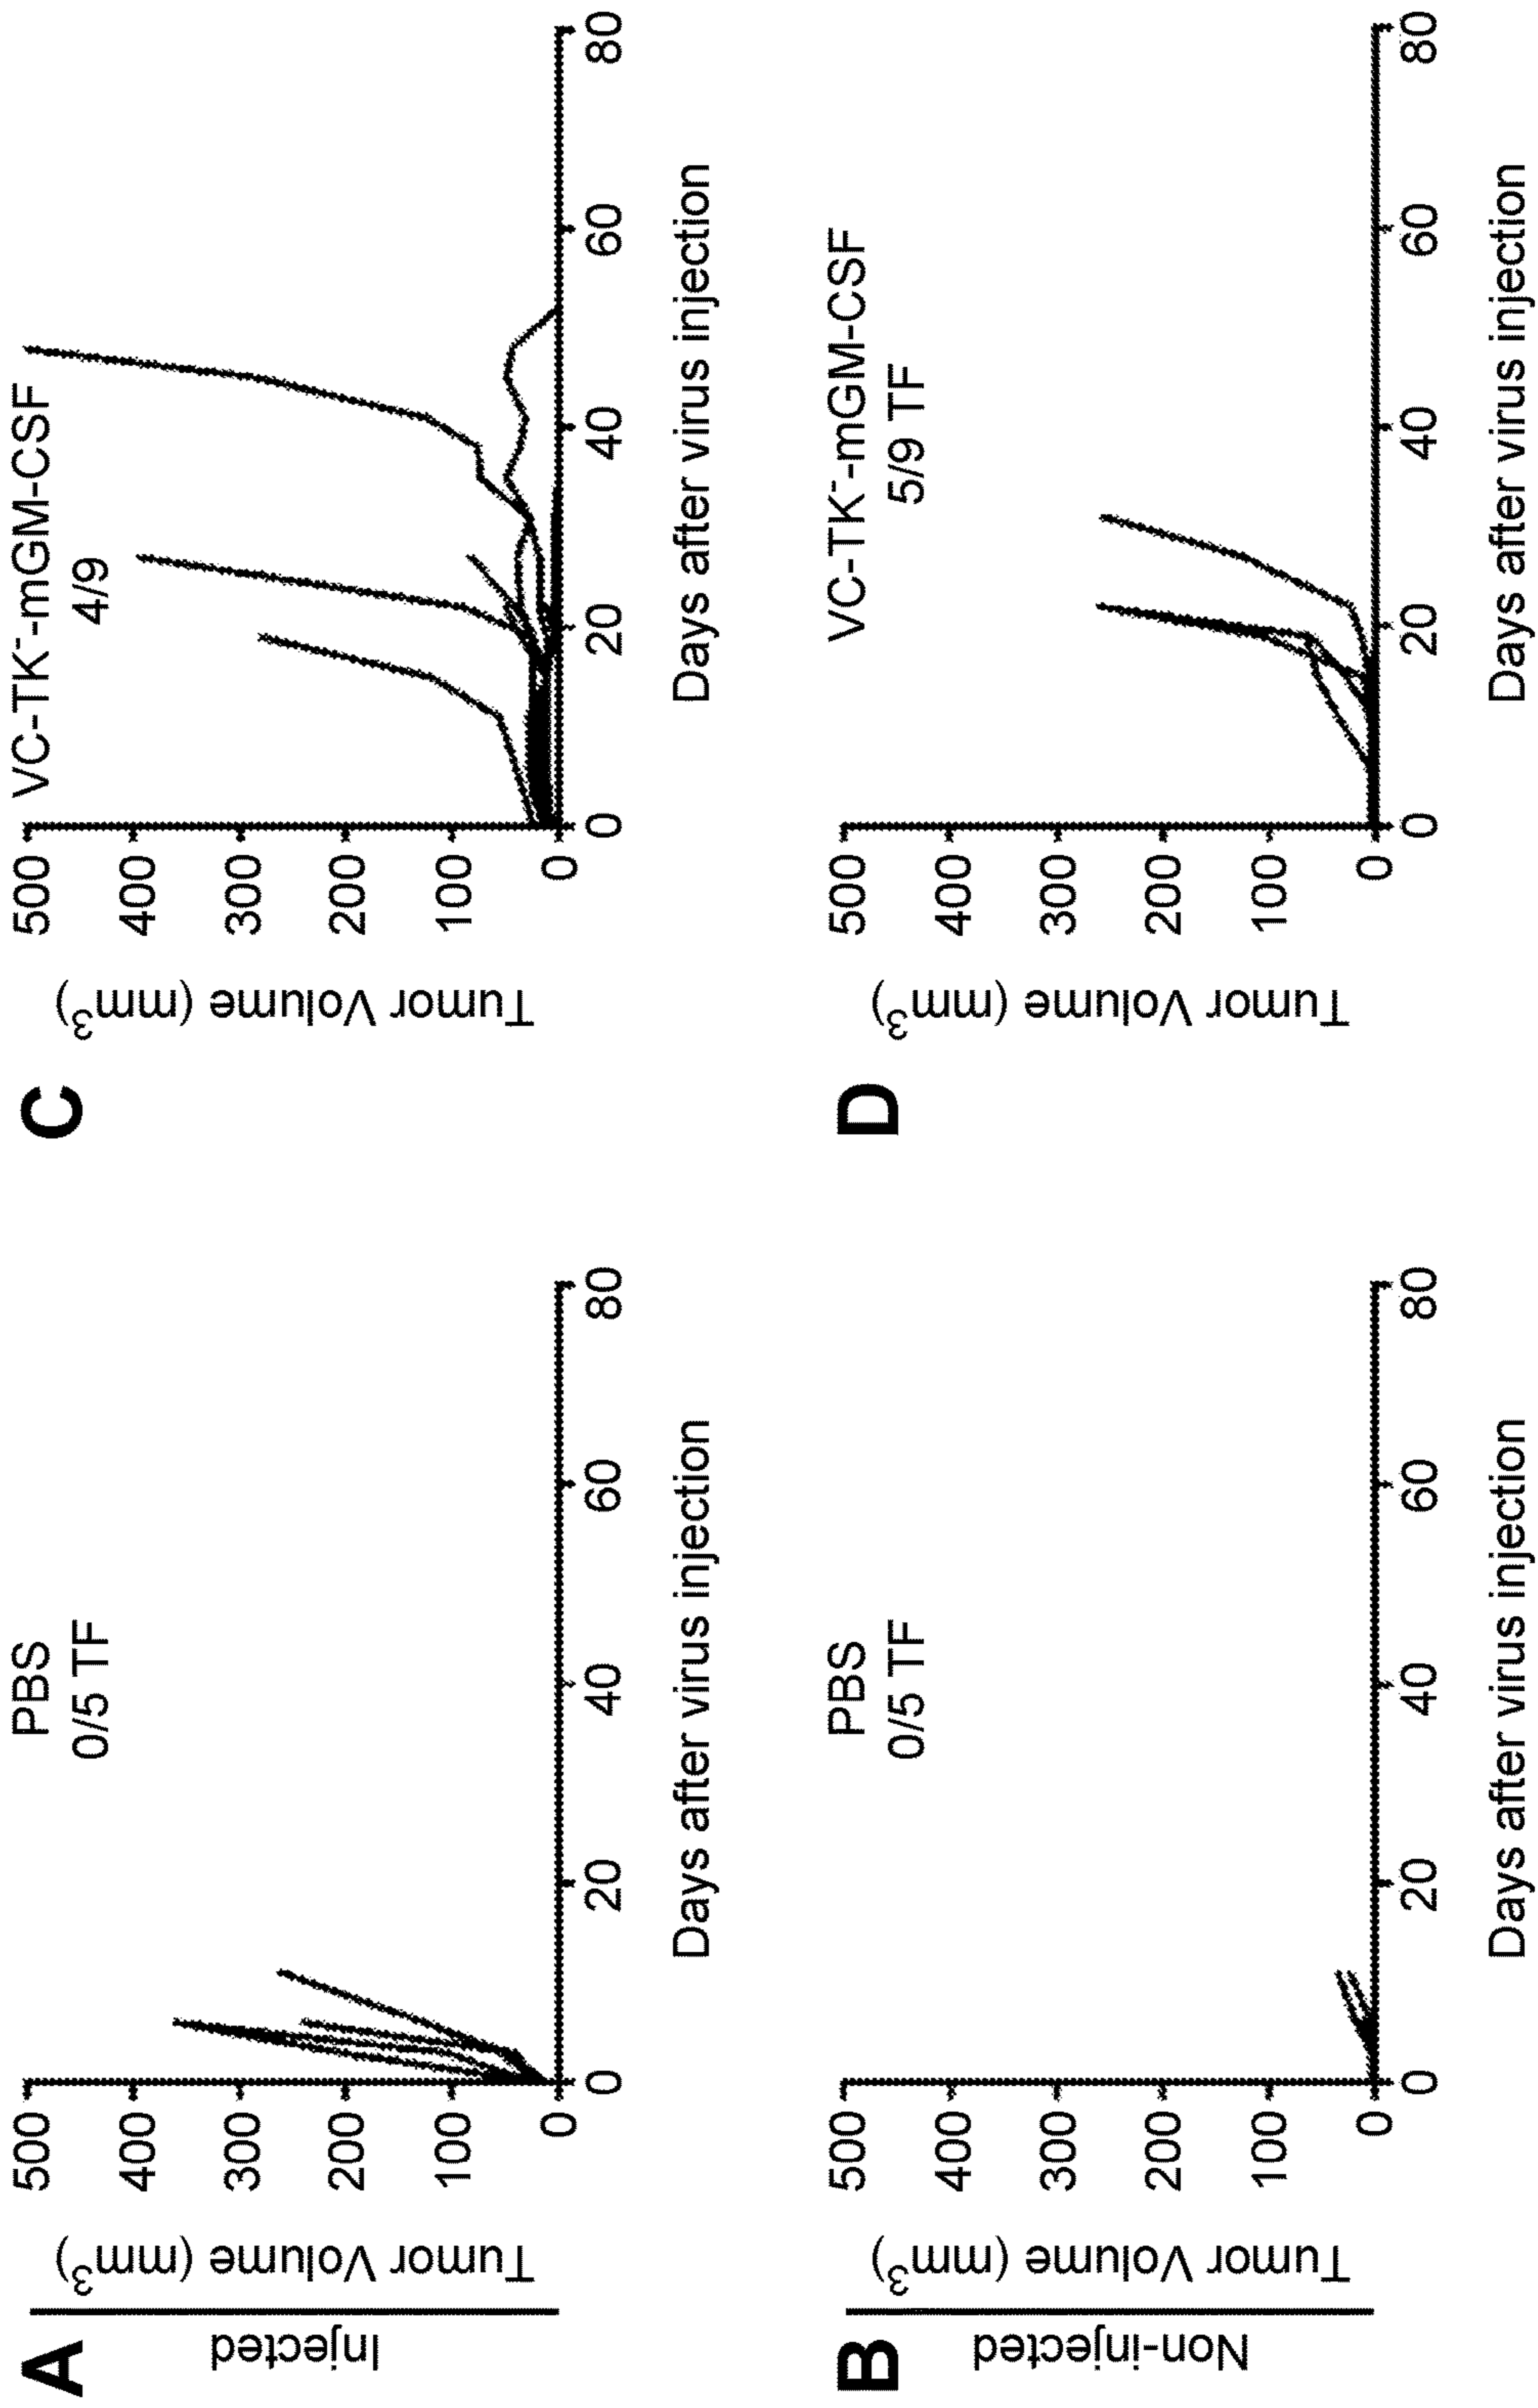 A
Injected
Tumor Volume (mm³)
PBS
0/5 TF
500
400
300
200
100
0
0 20 40 60 80
Days after virus injection
C
Tumor Volume (mm³)
VC-TK⁻-mGM-CSF
4/9
500
400
300
200
100
0
0 20 40 60 80
Days after virus injection
B
Non-injected
Tumor Volume (mm³)
PBS
0/5 TF
500
400
300
200
100
0
0 20 40 60 80
Days after virus injection
D
Tumor Volume (mm³)
VC-TK⁻-mGM-CSF
5/9 TF
500
400
300
200
100
0
0 20 40 60 80
Days after virus injection